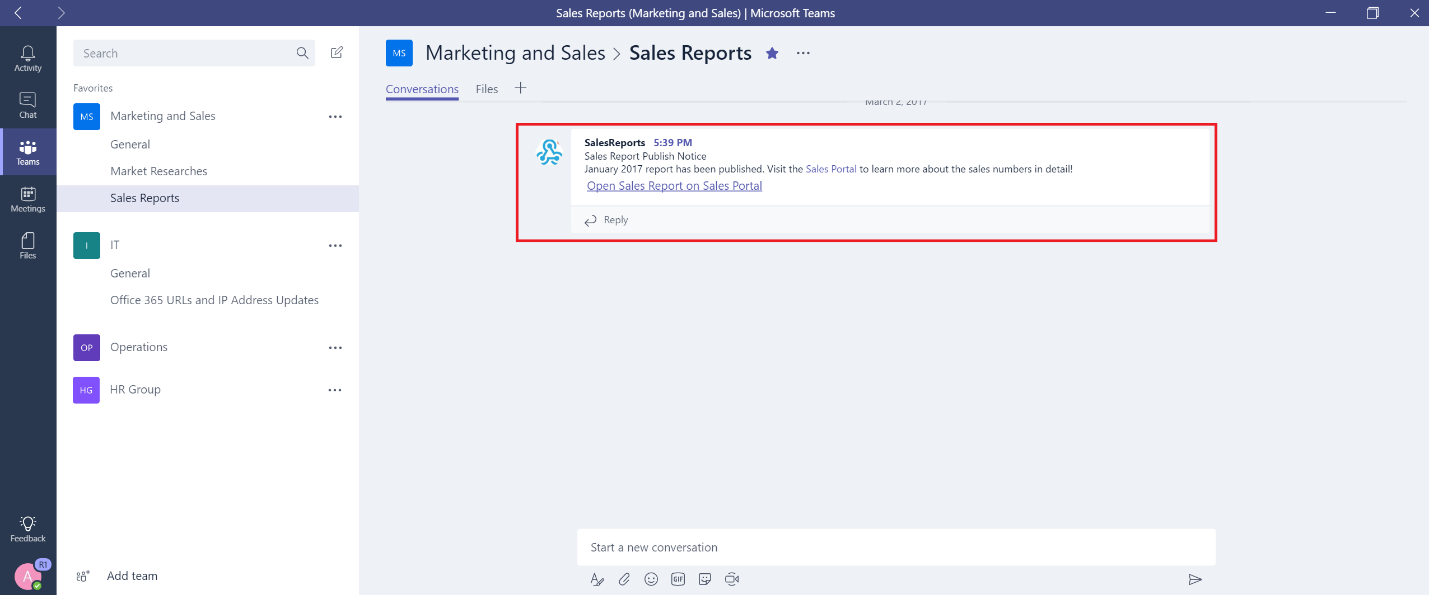 Sales Reports (Marketing and Sales) | Microsoft Teams
Activity
Chat
Teams
Meetings
Files
Feedback
A
R1
Search
Favorites
MS
Marketing and Sales
General
Market Researches
Sales Reports
I
IT
General
Office 365 URLs and IP Address Updates
OP
Operations
HG
HR Group
Add team
MS
Marketing and Sales > Sales Reports
Conversations Files
March 2, 2017
SalesReports 5:39 PM
Sales Report Publish Notice
January 2017 report has been published. Visit the Sales Portal to learn more about the sales numbers in detail!
Open Sales Report on Sales Portal
Reply
Start a new conversation
GIF